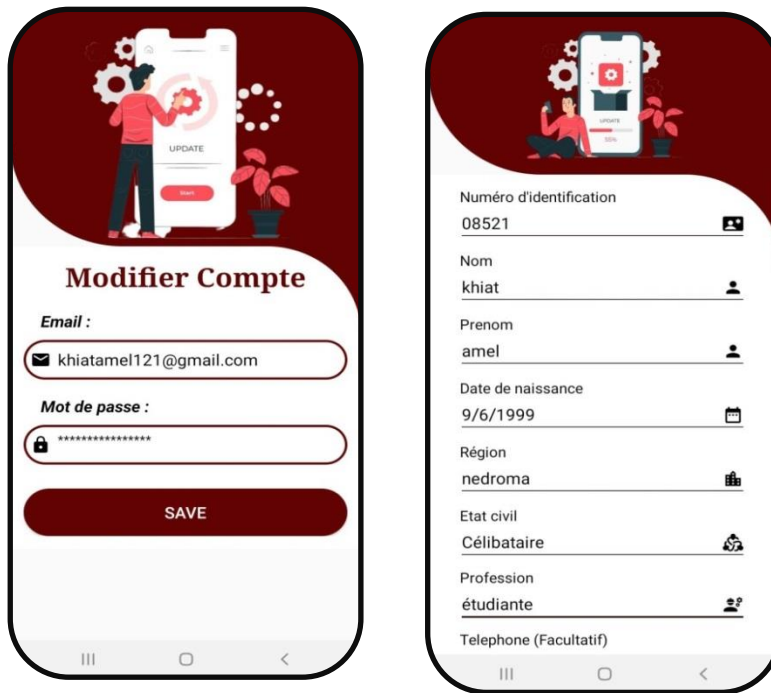 UPDATE
Start
Modifier Compte
Email :
khiatamel121@gmail.com
Mot de passe :
****************
SAVE
UPDATE
55%
Numéro d'identification
08521
Nom
khiat
Prenom
amel
Date de naissance
9/6/1999
Région
nedroma
Etat civil
Célibataire
Profession
étudiante
Telephone (Facultatif)